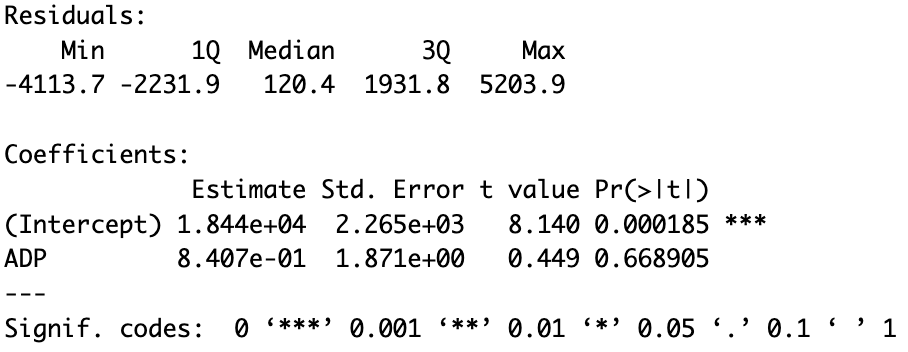 Residuals:
    Min      1Q  Median      3Q     Max
-4113.7 -2231.9   120.4  1931.8  5203.9

Coefficients:
             Estimate Std. Error t value Pr(>|t|)
(Intercept) 1.844e+04  2.265e+03   8.140 0.000185 ***
ADP         8.407e-01  1.871e+00   0.449 0.668905
---
Signif. codes:  0 ‘***’ 0.001 ‘**’ 0.01 ‘*’ 0.05 ‘.’ 0.1 ‘ ’ 1